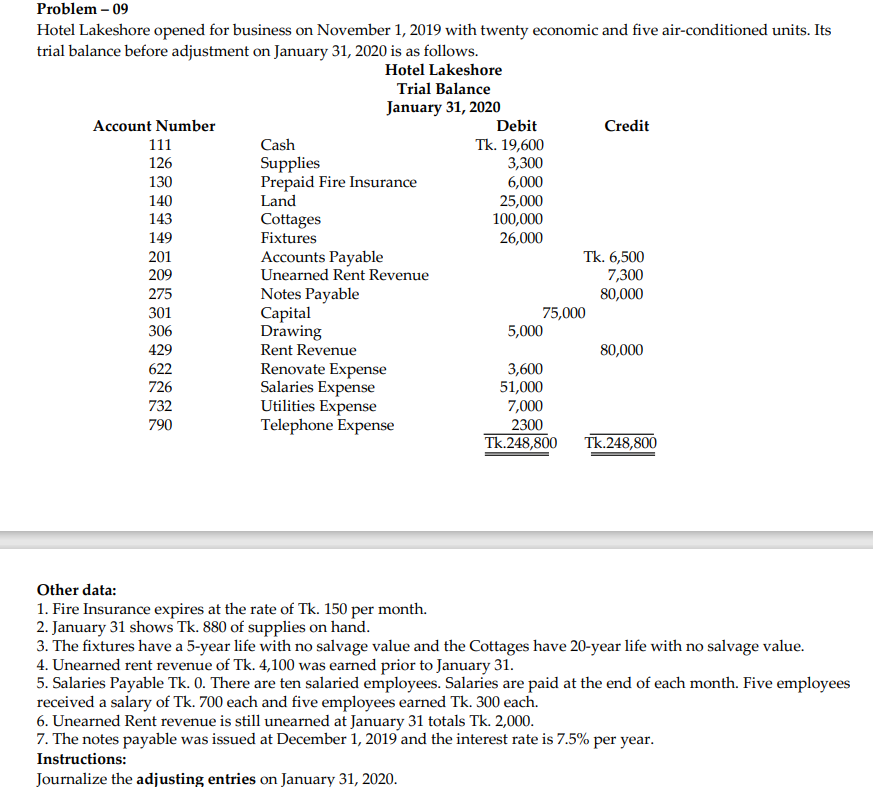 Problem – 09
Hotel Lakeshore opened for business on November 1, 2019 with twenty economic and five air-conditioned units. Its
trial balance before adjustment on January 31, 2020 is as follows.
Hotel Lakeshore
Trial Balance
January 31, 2020
Account Number Debit Credit
111 Cash Tk. 19,600
126 Supplies 3,300
130 Prepaid Fire Insurance 6,000
140 Land 25,000
143 Cottages 100,000
149 Fixtures 26,000
201 Accounts Payable Tk. 6,500
209 Unearned Rent Revenue 7,300
275 Notes Payable 80,000
301 Capital 75,000
306 Drawing 5,000
429 Rent Revenue 80,000
622 Renovate Expense 3,600
726 Salaries Expense 51,000
732 Utilities Expense 7,000
790 Telephone Expense 2300
Tk.248,800 Tk.248,800
Other data:
1. Fire Insurance expires at the rate of Tk. 150 per month.
2. January 31 shows Tk. 880 of supplies on hand.
3. The fixtures have a 5-year life with no salvage value and the Cottages have 20-year life with no salvage value.
4. Unearned rent revenue of Tk. 4,100 was earned prior to January 31.
5. Salaries Payable Tk. 0. There are ten salaried employees. Salaries are paid at the end of each month. Five employees
received a salary of Tk. 700 each and five employees earned Tk. 300 each.
6. Unearned Rent revenue is still unearned at January 31 totals Tk. 2,000.
7. The notes payable was issued at December 1, 2019 and the interest rate is 7.5% per year.
Instructions:
Journalize the adjusting entries on January 31, 2020.